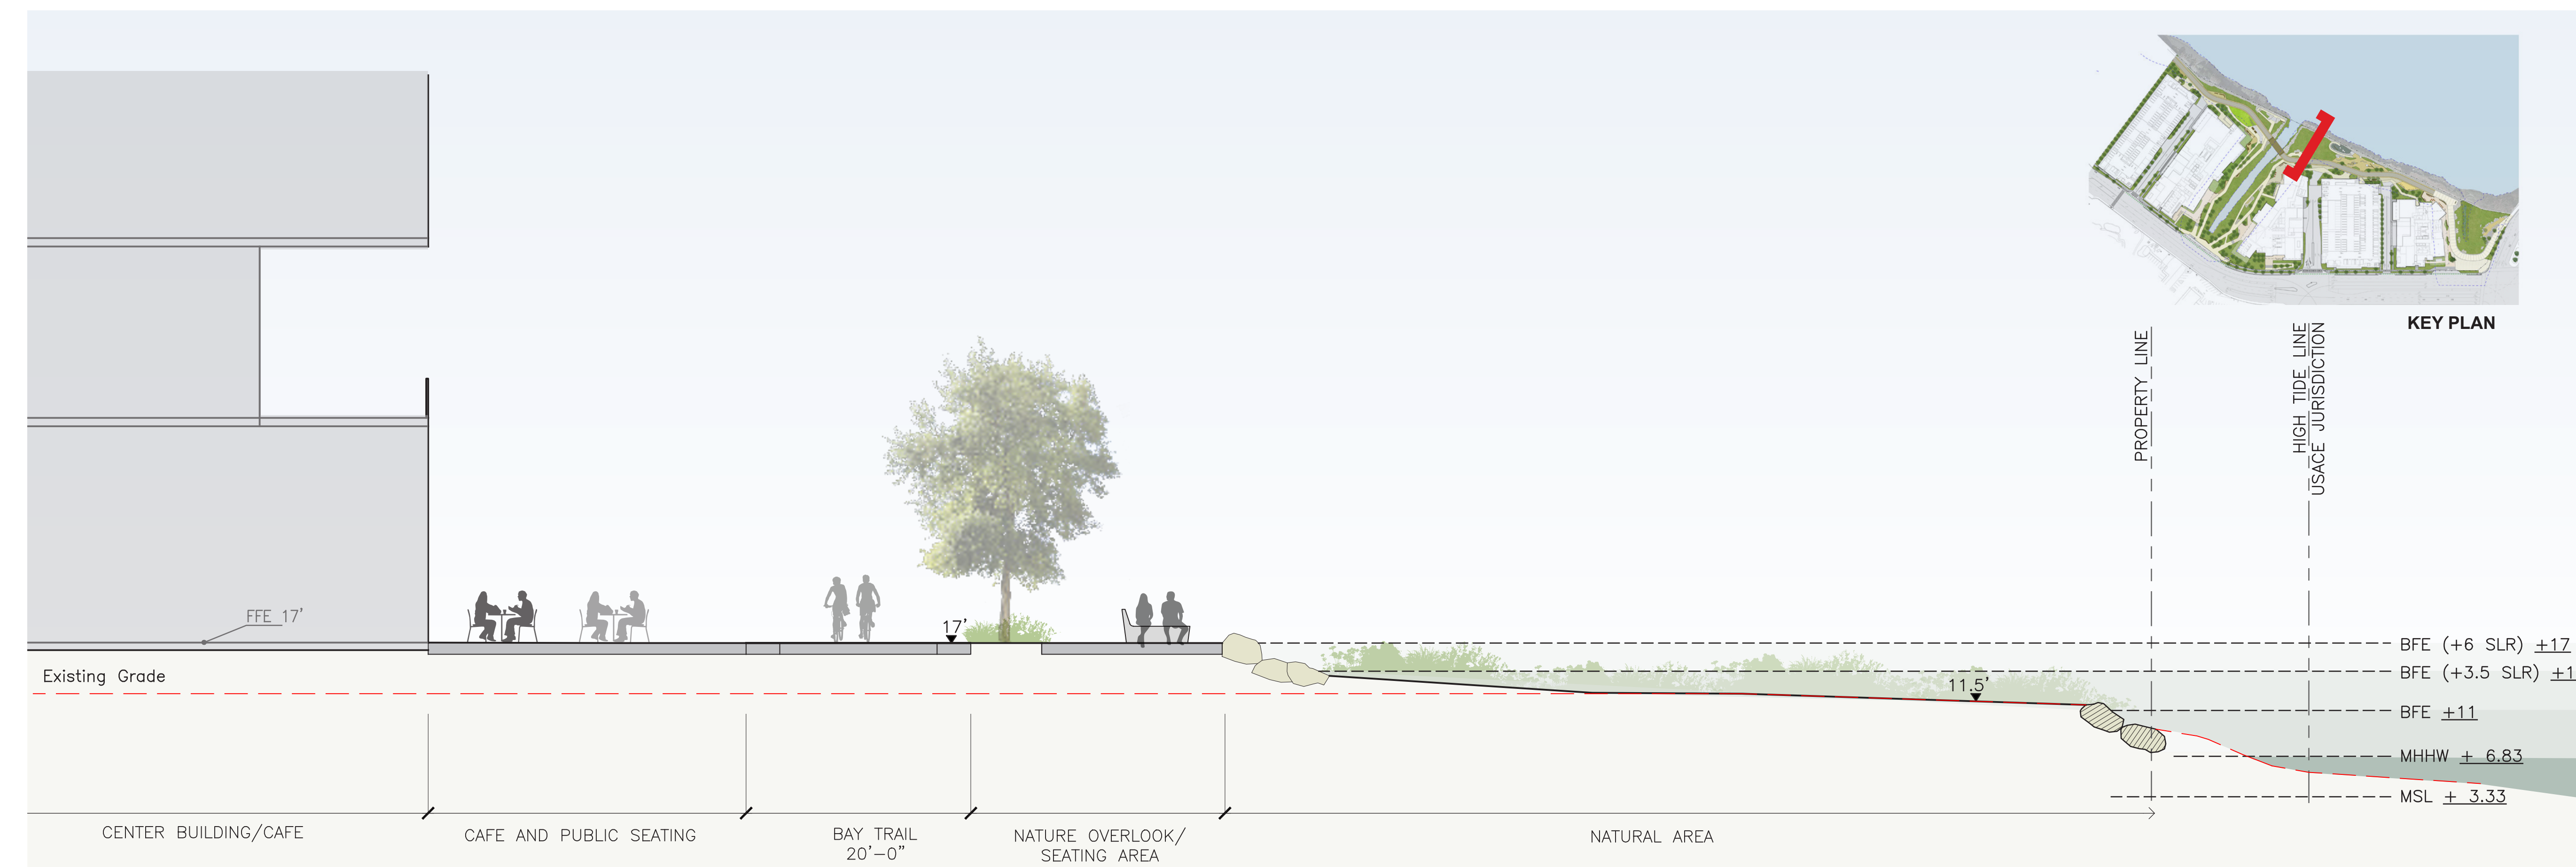 KEY PLAN
PROPERTY LINE
HIGH TIDE LINE
USACE JURISDICTION
FFE 17'
17'
Existing Grade
11.5'
BFE (+6 SLR) +17
BFE (+3.5 SLR)
BFE +11
MHHW + 6.83
MSL + 3.33
CENTER BUILDING/CAFE
CAFE AND PUBLIC SEATING
BAY TRAIL
20'-0"
NATURE OVERLOOK/
SEATING AREA
NATURAL AREA